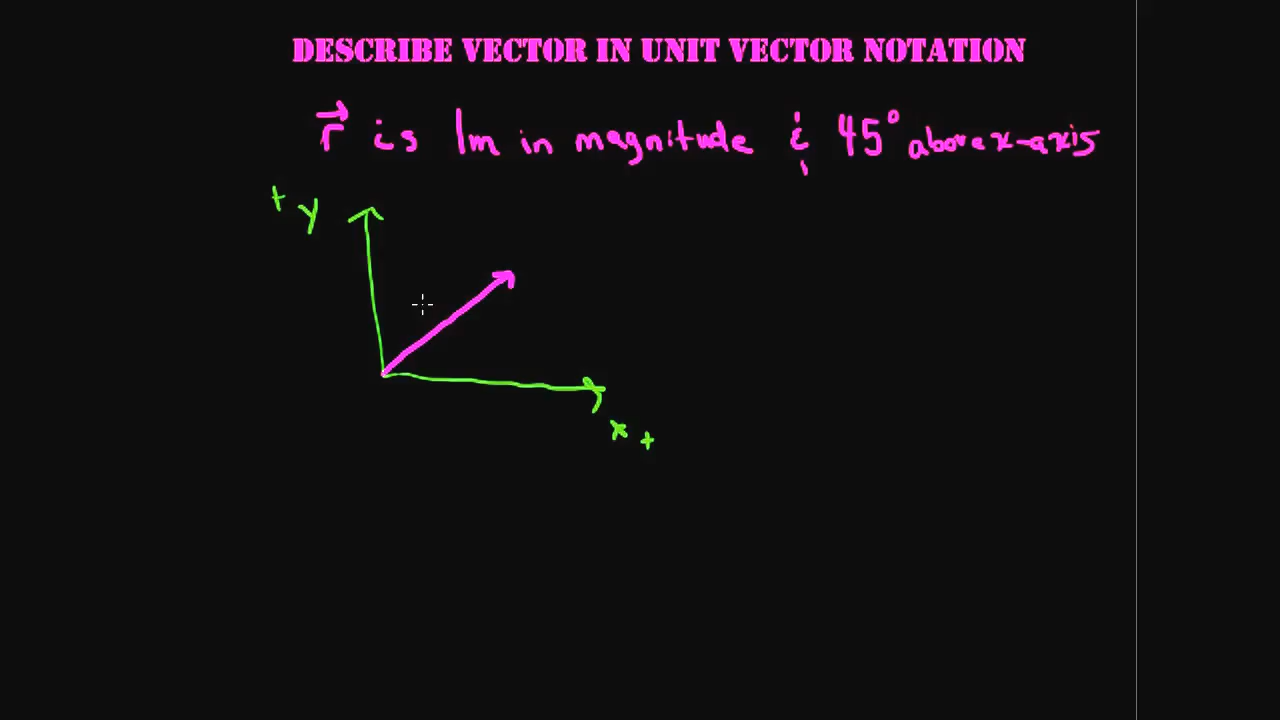 DESCRIBE VECTOR IN UNIT VECTOR NOTATION
r⃗ is 1m in magnitude & 45° above x-axis
+ y
x +